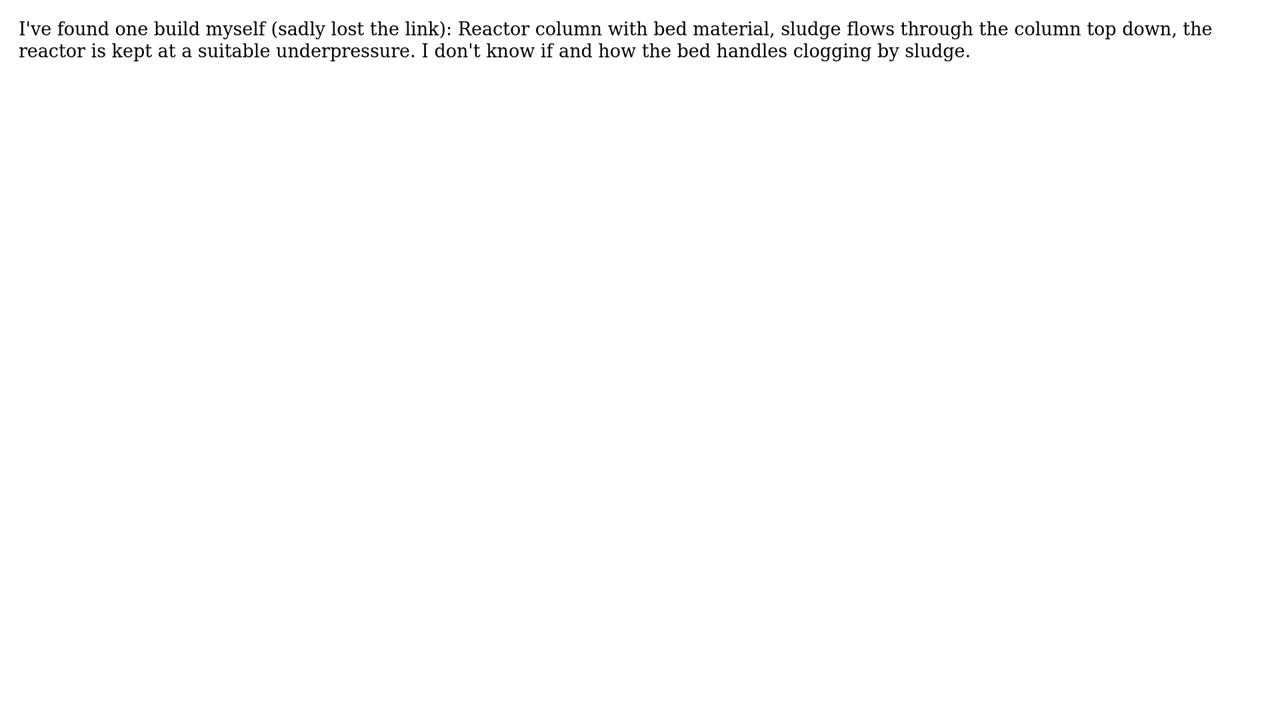 I've found one build myself (sadly lost the link): Reactor column with bed material, sludge flows through the column top down, the
reactor is kept at a suitable underpressure. I don't know if and how the bed handles clogging by sludge.